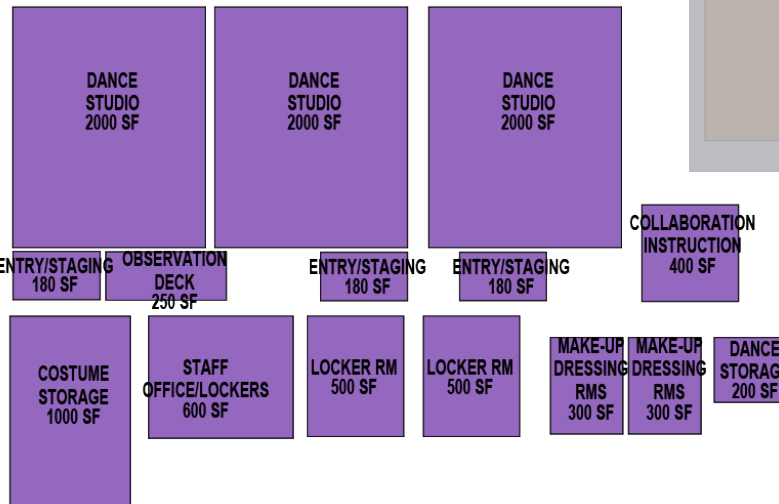 DANCE
STUDIO
2000 SF
DANCE
STUDIO
2000 SF
DANCE
STUDIO
2000 SF
ENTRY/STAGING
180 SF
OBSERVATION
DECK
250 SF
ENTRY/STAGING
180 SF
ENTRY/STAGING
180 SF
COLLABORATION
INSTRUCTION
400 SF
COSTUME
STORAGE
1000 SF
STAFF
OFFICE/LOCKERS
600 SF
LOCKER RM
500 SF
LOCKER RM
500 SF
MAKE-UP
DRESSING
RMS
300 SF
MAKE-UP
DRESSING
RMS
300 SF
DANCE
STORAGE
200 SF